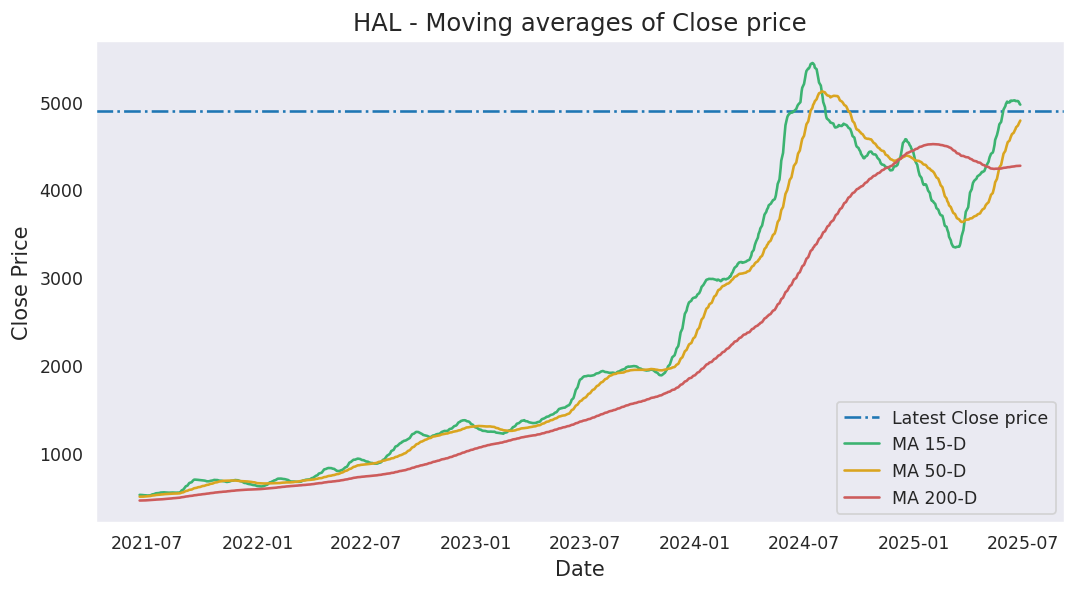 HAL - Moving averages of Close price
Close Price
5000
4000
3000
2000
1000
Latest Close price
MA 15-D
MA 50-D
MA 200-D
2021-07 2022-01 2022-07 2023-01 2023-07 2024-01 2024-07 2025-01 2025-07
Date